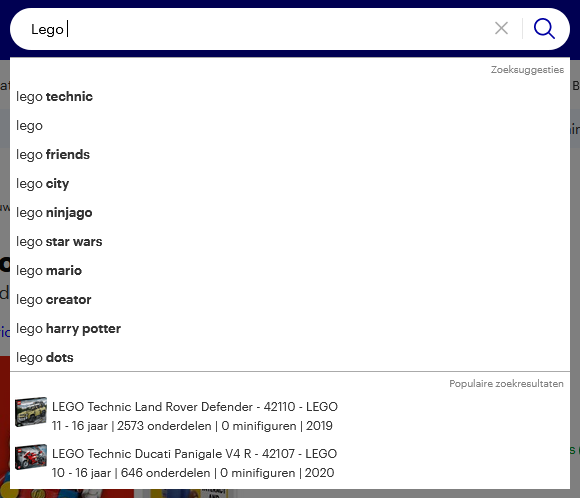 Lego
Zoeksuggesties
lego technic
lego
lego friends
lego city
lego ninjago
lego star wars
lego mario
lego creator
lego harry potter
lego dots
Populaire zoekresultaten
LEGO Technic Land Rover Defender - 42110 - LEGO
11 - 16 jaar | 2573 onderdelen | 0 minifiguren | 2019
LEGO Technic Ducati Panigale V4 R - 42107 - LEGO
10 - 16 jaar | 646 onderdelen | 0 minifiguren | 2020